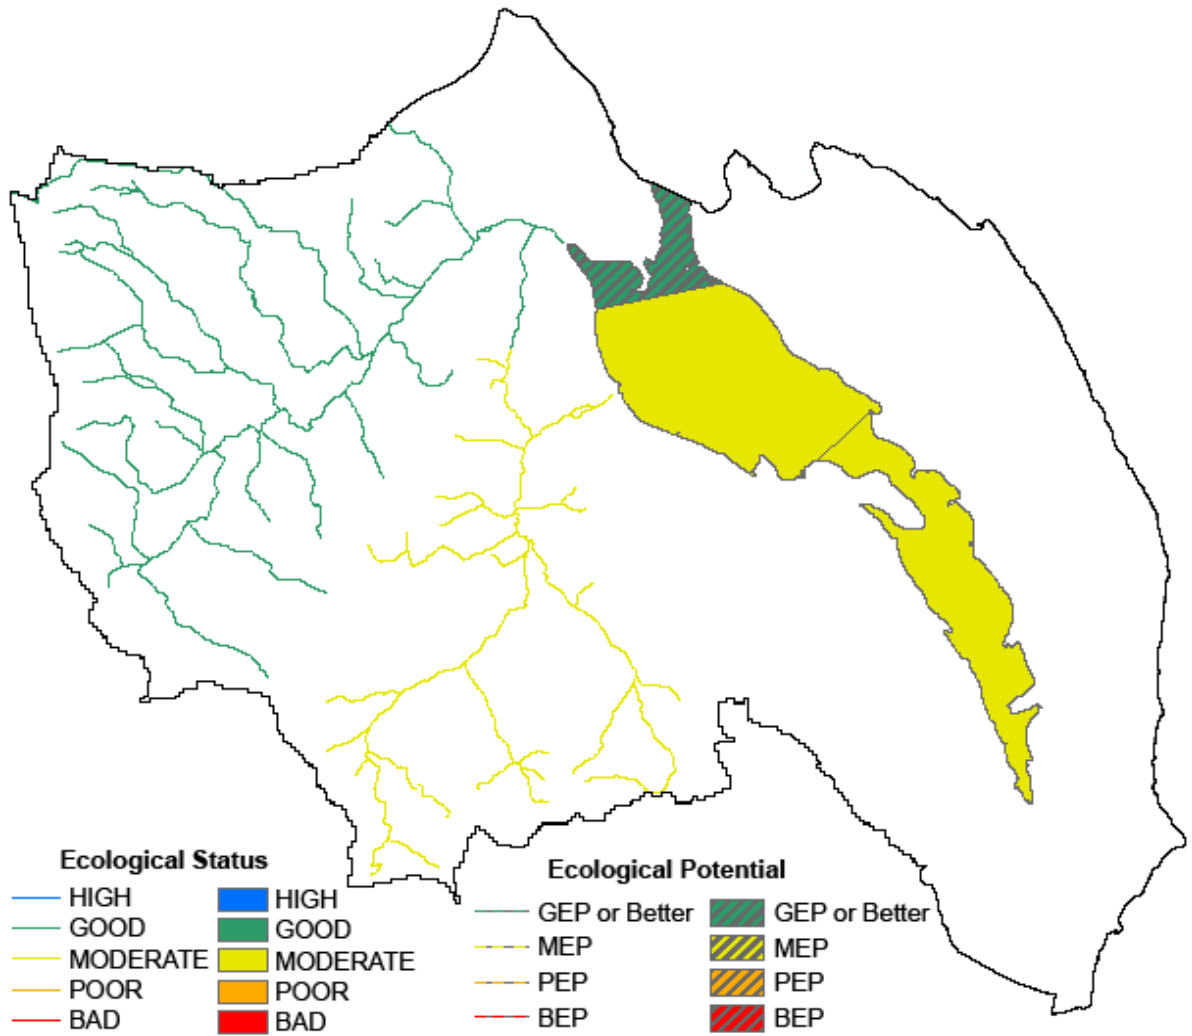 Ecological Status
HIGH HIGH
GOOD GOOD
MODERATE MODERATE
POOR POOR
BAD BAD
Ecological Potential
GEP or Better GEP or Better
MEP MEP
PEP PEP
BEP BEP